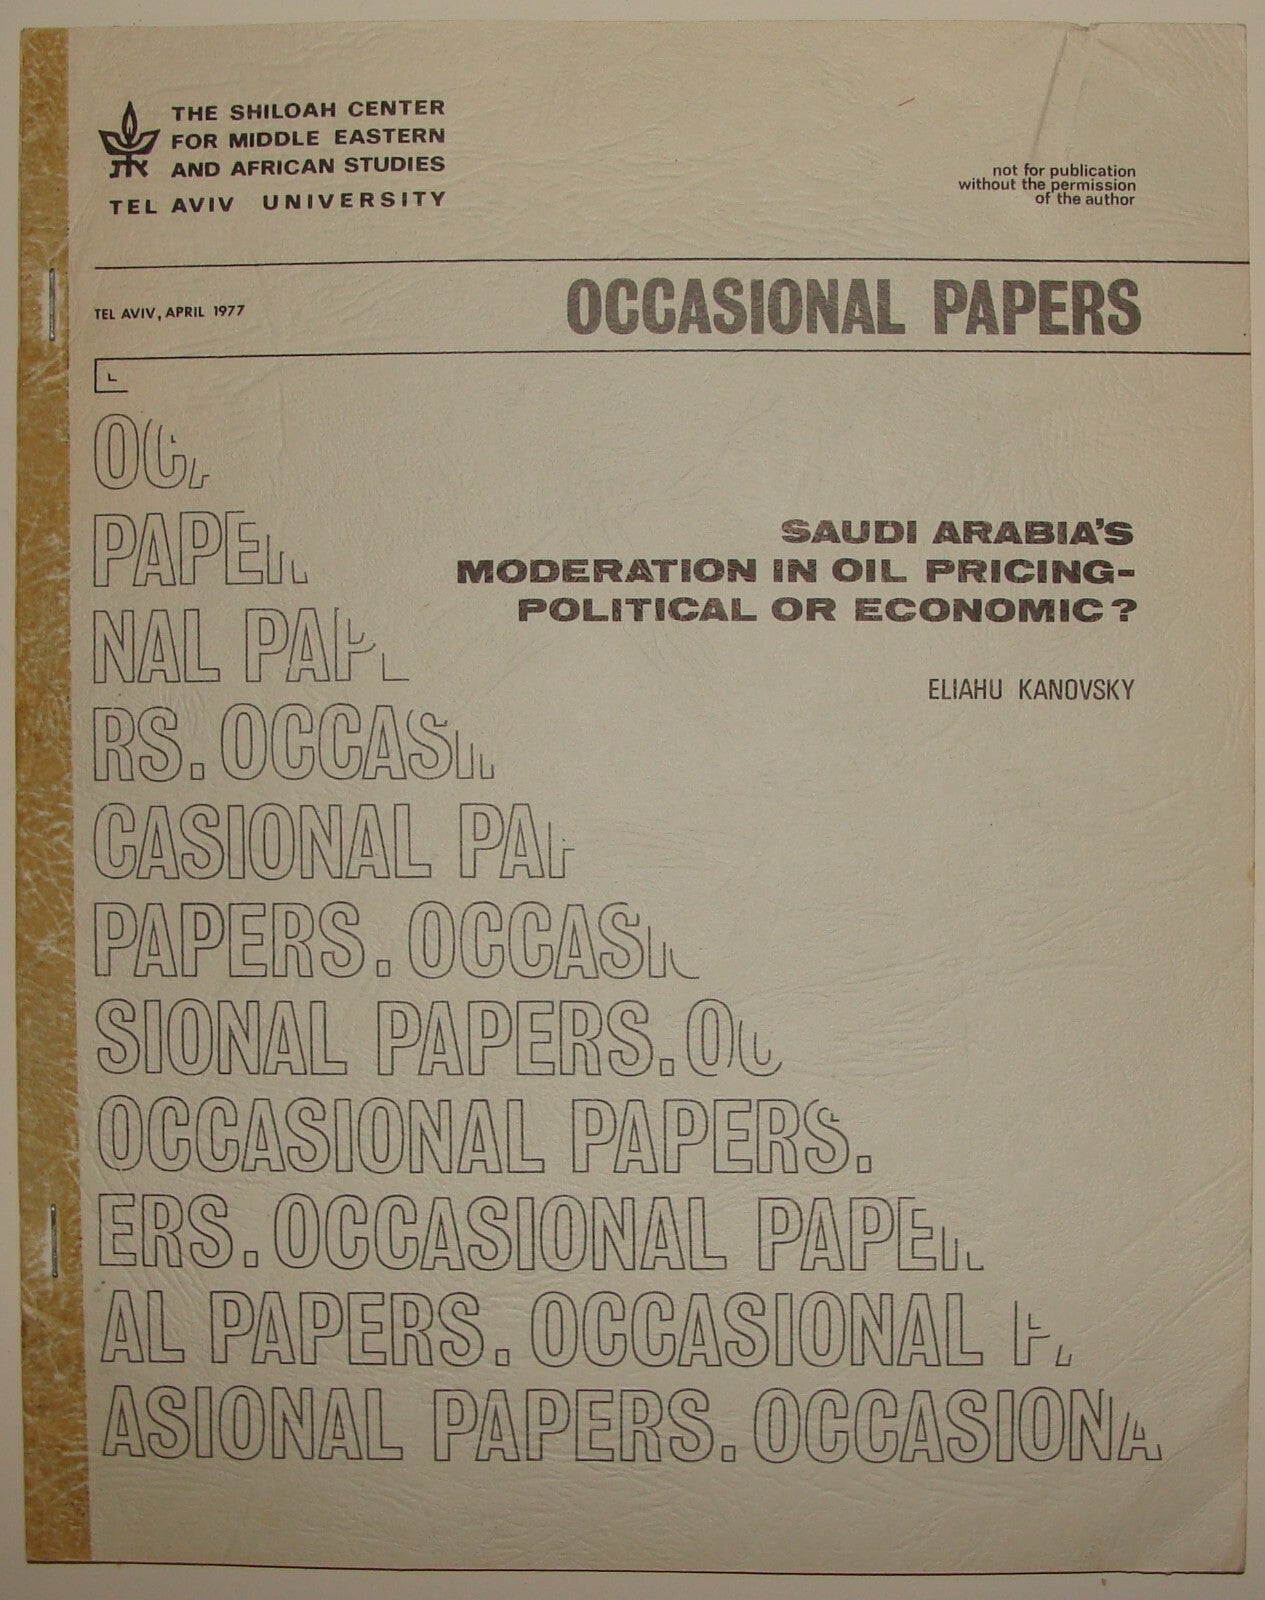 THE SHILOAH CENTER
FOR MIDDLE EASTERN
AND AFRICAN STUDIES
TEL AVIV UNIVERSITY
not for publication
without the permission
of the author
TEL AVIV, APRIL 1977
OCCASIONAL PAPERS
SAUDI ARABIA'S
MODERATION IN OIL PRICING-
POLITICAL OR ECONOMIC?
ELIAHU KANOVSKY
OC
PAPE
NAL PAP
RS. OCCAS
CASIONAL PA
PAPERS. OCCASI
SIONAL PAPERS. O
OCCASIONAL PAPERS.
ERS. OCCASIONAL PAPE
AL PAPERS. OCCASIONAL P
ASIONAL PAPERS. OCCASIONA